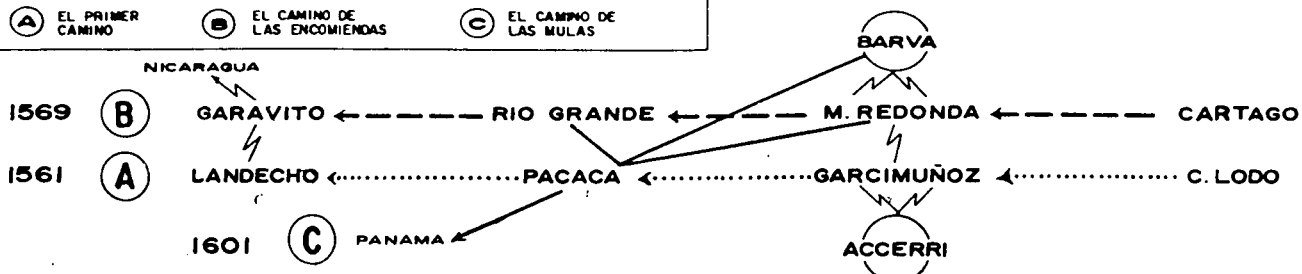 A EL PRIMER CAMINO
B EL CAMINO DE LAS ENCOMIENDAS
C EL CAMINO DE LAS MULAS
BARVA
NICARAGUA
1569 B GARAVITO RIO GRANDE M. REDONDA CARTAGO
1561 A LANDECHO PACACA GARCIMUÑOZ C. LODO
1601 C PANAMA
ACCERRI